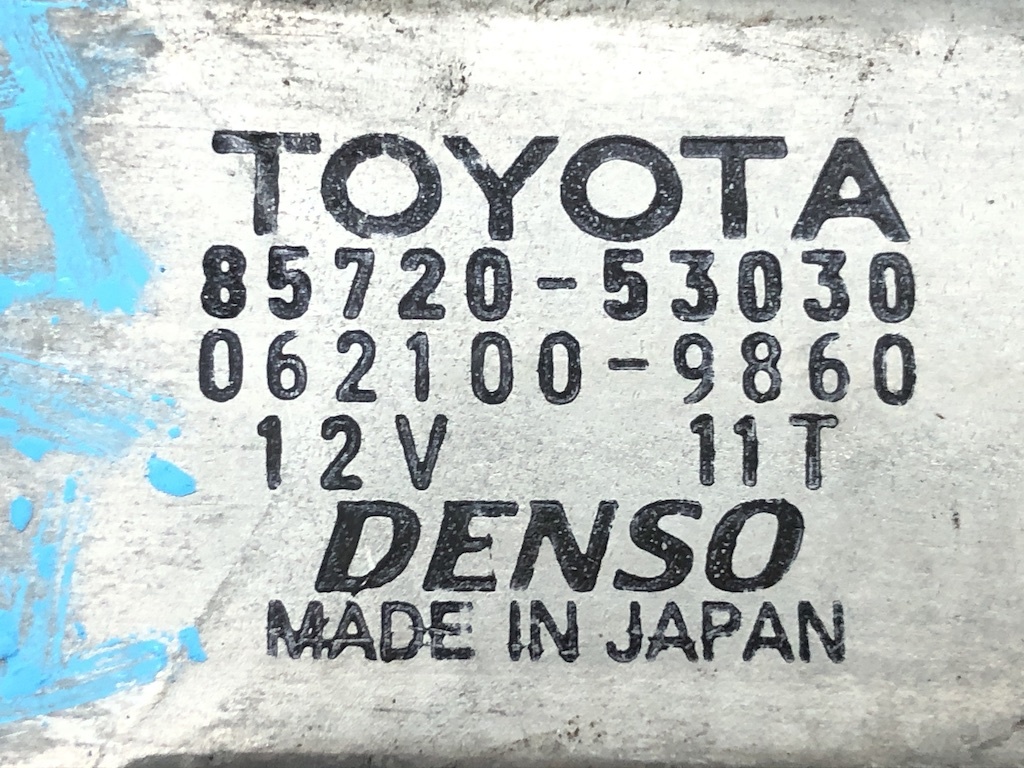 TOYOTA
85720-53030
062100-9860
12V 11T
DENSO
MADE IN JAPAN